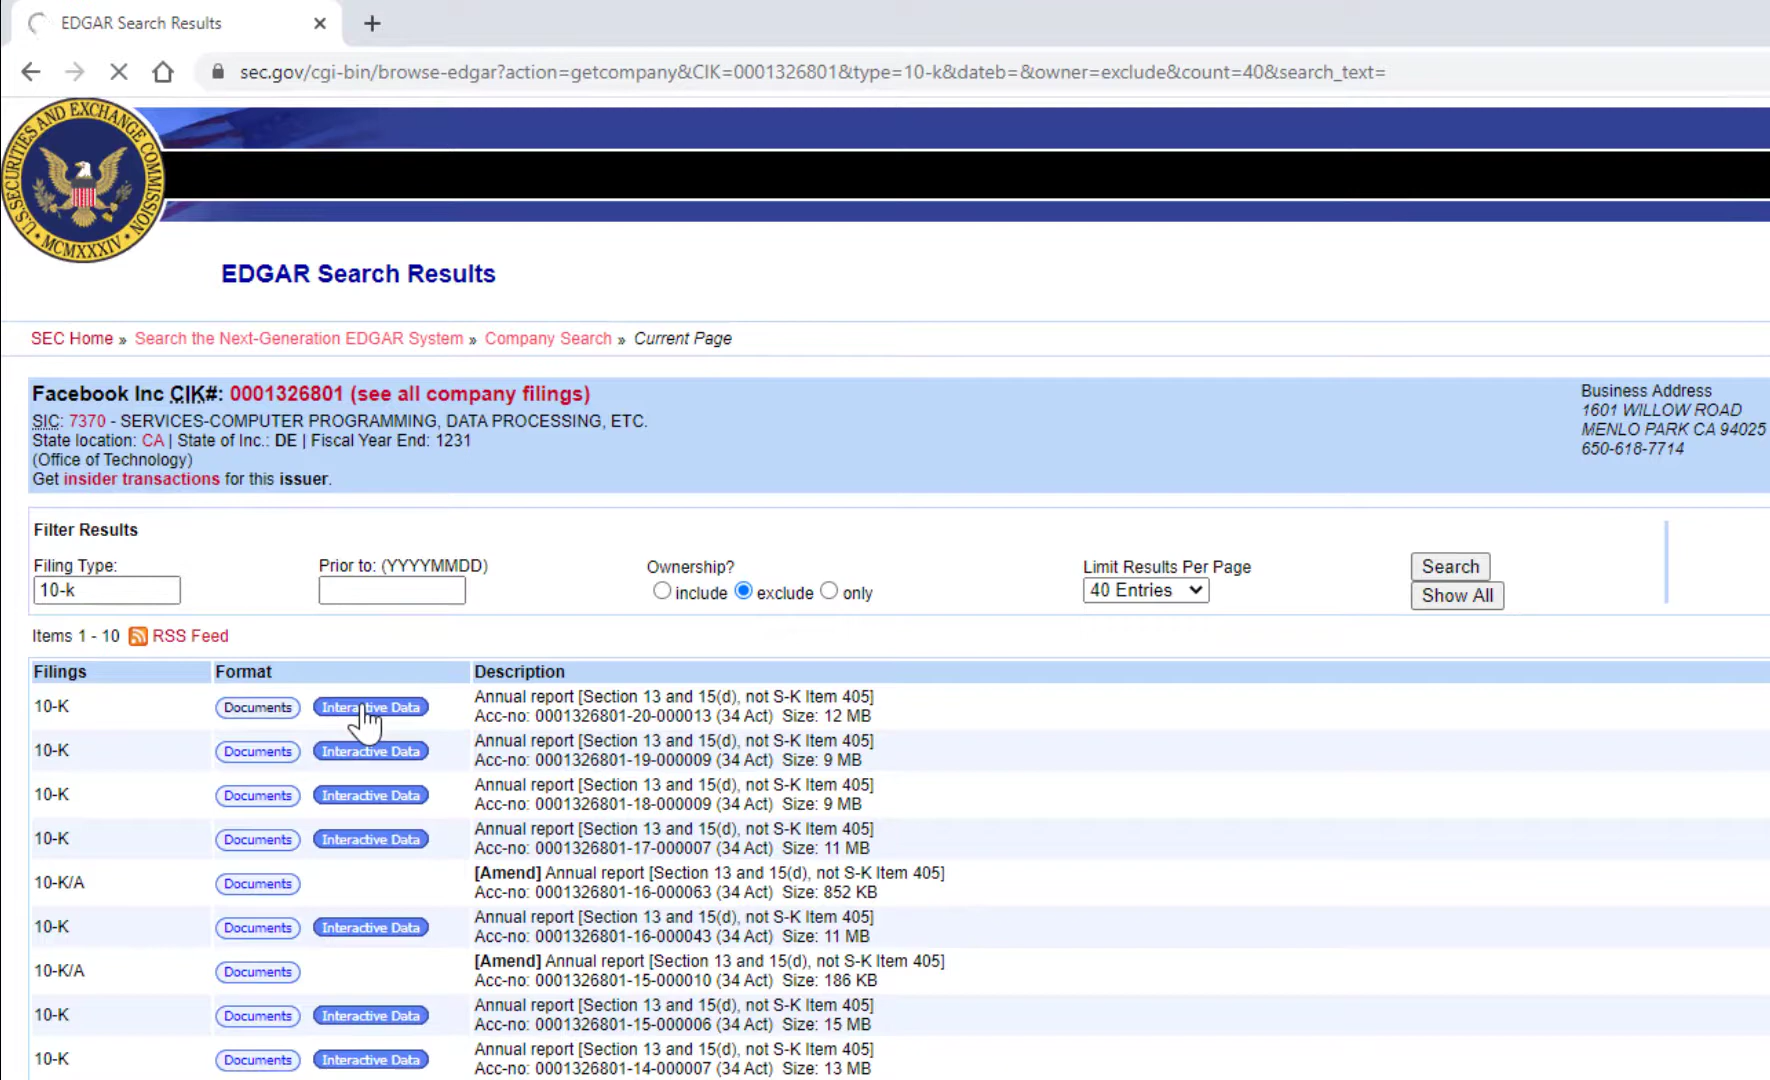 EDGAR Search Results
sec.gov/cgi-bin/browse-edgar?action=getcompany&CIK=0001326801&type=10-k&dateb=&owner=exclude&count=40&search_text=
U.S. SECURITIES AND EXCHANGE COMMISSION
MCMXXXIV
EDGAR Search Results
SEC Home » Search the Next-Generation EDGAR System » Company Search » Current Page
Facebook Inc CIK#: 0001326801 (see all company filings)
SIC: 7370 - SERVICES-COMPUTER PROGRAMMING, DATA PROCESSING, ETC.
State location: CA | State of Inc.: DE | Fiscal Year End: 1231
(Office of Technology)
Get insider transactions for this issuer.
Business Address
1601 WILLOW ROAD
MENLO PARK CA 94025
650-618-7714
Filter Results
Filing Type:
10-k
Prior to: (YYYYMMDD)
Ownership?
include exclude only
Limit Results Per Page
40 Entries
Search
Show All
Items 1 - 10 RSS Feed
Filings Format Description
10-K Documents Interactive Data Annual report [Section 13 and 15(d), not S-K Item 405]
Acc-no: 0001326801-20-000013 (34 Act) Size: 12 MB
10-K Documents Interactive Data Annual report [Section 13 and 15(d), not S-K Item 405]
Acc-no: 0001326801-19-000009 (34 Act) Size: 9 MB
10-K Documents Interactive Data Annual report [Section 13 and 15(d), not S-K Item 405]
Acc-no: 0001326801-18-000009 (34 Act) Size: 9 MB
10-K Documents Interactive Data Annual report [Section 13 and 15(d), not S-K Item 405]
Acc-no: 0001326801-17-000007 (34 Act) Size: 11 MB
10-K/A Documents [Amend] Annual report [Section 13 and 15(d), not S-K Item 405]
Acc-no: 0001326801-16-000063 (34 Act) Size: 852 KB
10-K Documents Interactive Data Annual report [Section 13 and 15(d), not S-K Item 405]
Acc-no: 0001326801-16-000043 (34 Act) Size: 11 MB
10-K/A Documents [Amend] Annual report [Section 13 and 15(d), not S-K Item 405]
Acc-no: 0001326801-15-000010 (34 Act) Size: 186 KB
10-K Documents Interactive Data Annual report [Section 13 and 15(d), not S-K Item 405]
Acc-no: 0001326801-15-000006 (34 Act) Size: 15 MB
10-K Documents Interactive Data Annual report [Section 13 and 15(d), not S-K Item 405]
Acc-no: 0001326801-14-000007 (34 Act) Size: 13 MB